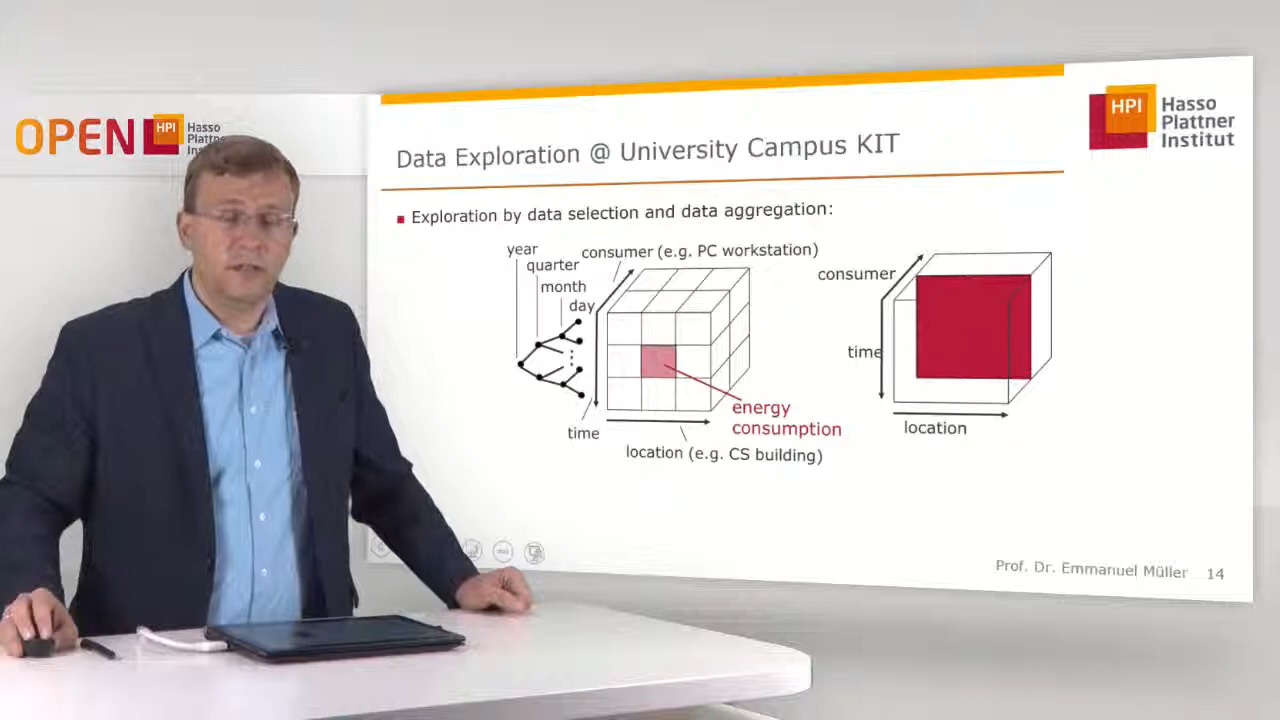 OPEN HPI
Hasso
Plattner
Institut
HPI
Hasso
Plattner
Institut
Data Exploration @ University Campus KIT
Exploration by data selection and data aggregation:
year
quarter
month
day
consumer (e.g. PC workstation)
time
location (e.g. CS building)
energy
consumption
consumer
time
location
Prof. Dr. Emmanuel Müller 14